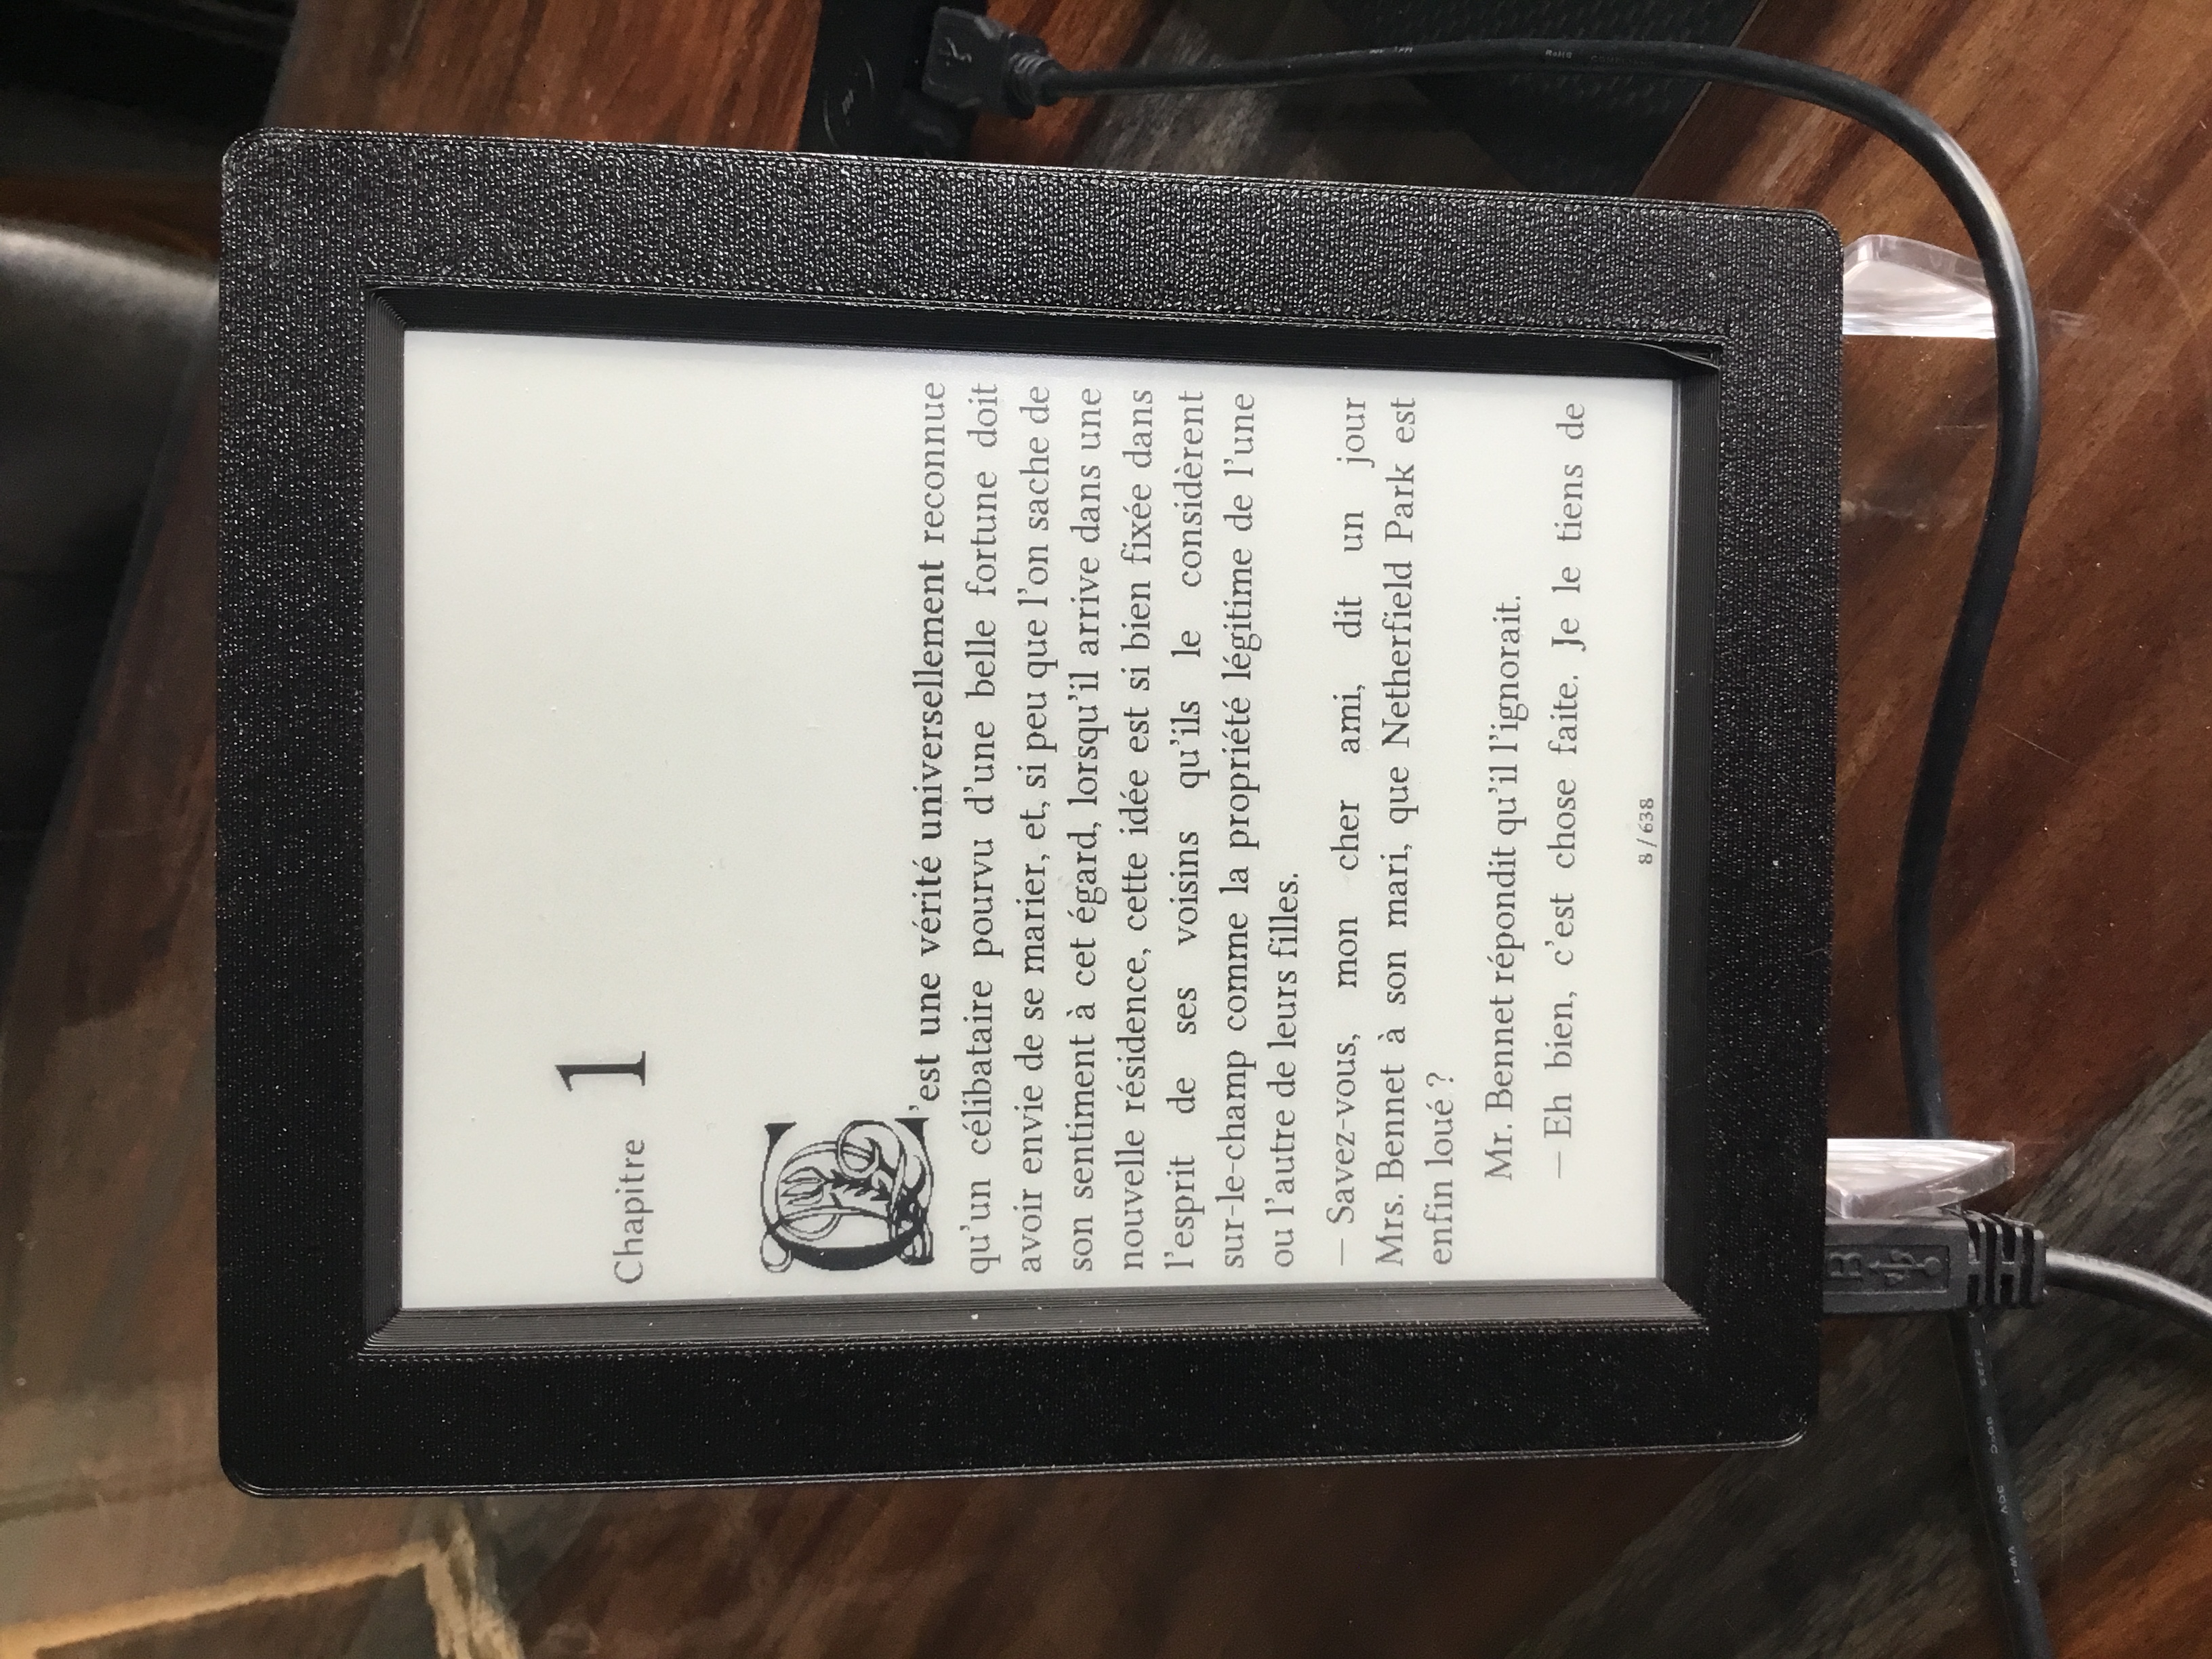 Chapitre 1
C'est une vérité universellement reconnue
qu'un célibataire pourvu d'une belle fortune doit
avoir envie de se marier, et, si peu que l'on sache de
son sentiment à cet égard, lorsqu'il arrive dans une
nouvelle résidence, cette idée est si bien fixée dans
l'esprit de ses voisins qu'ils le considèrent
sur-le-champ comme la propriété légitime de l'une
ou l'autre de leurs filles.
— Savez-vous, mon cher ami, dit un jour
Mrs. Bennet à son mari, que Netherfield Park est
enfin loué ?
Mr. Bennet répondit qu'il l'ignorait.
— Eh bien, c'est chose faite. Je le tiens de
8 / 638
2725 80°C 30V VW-1